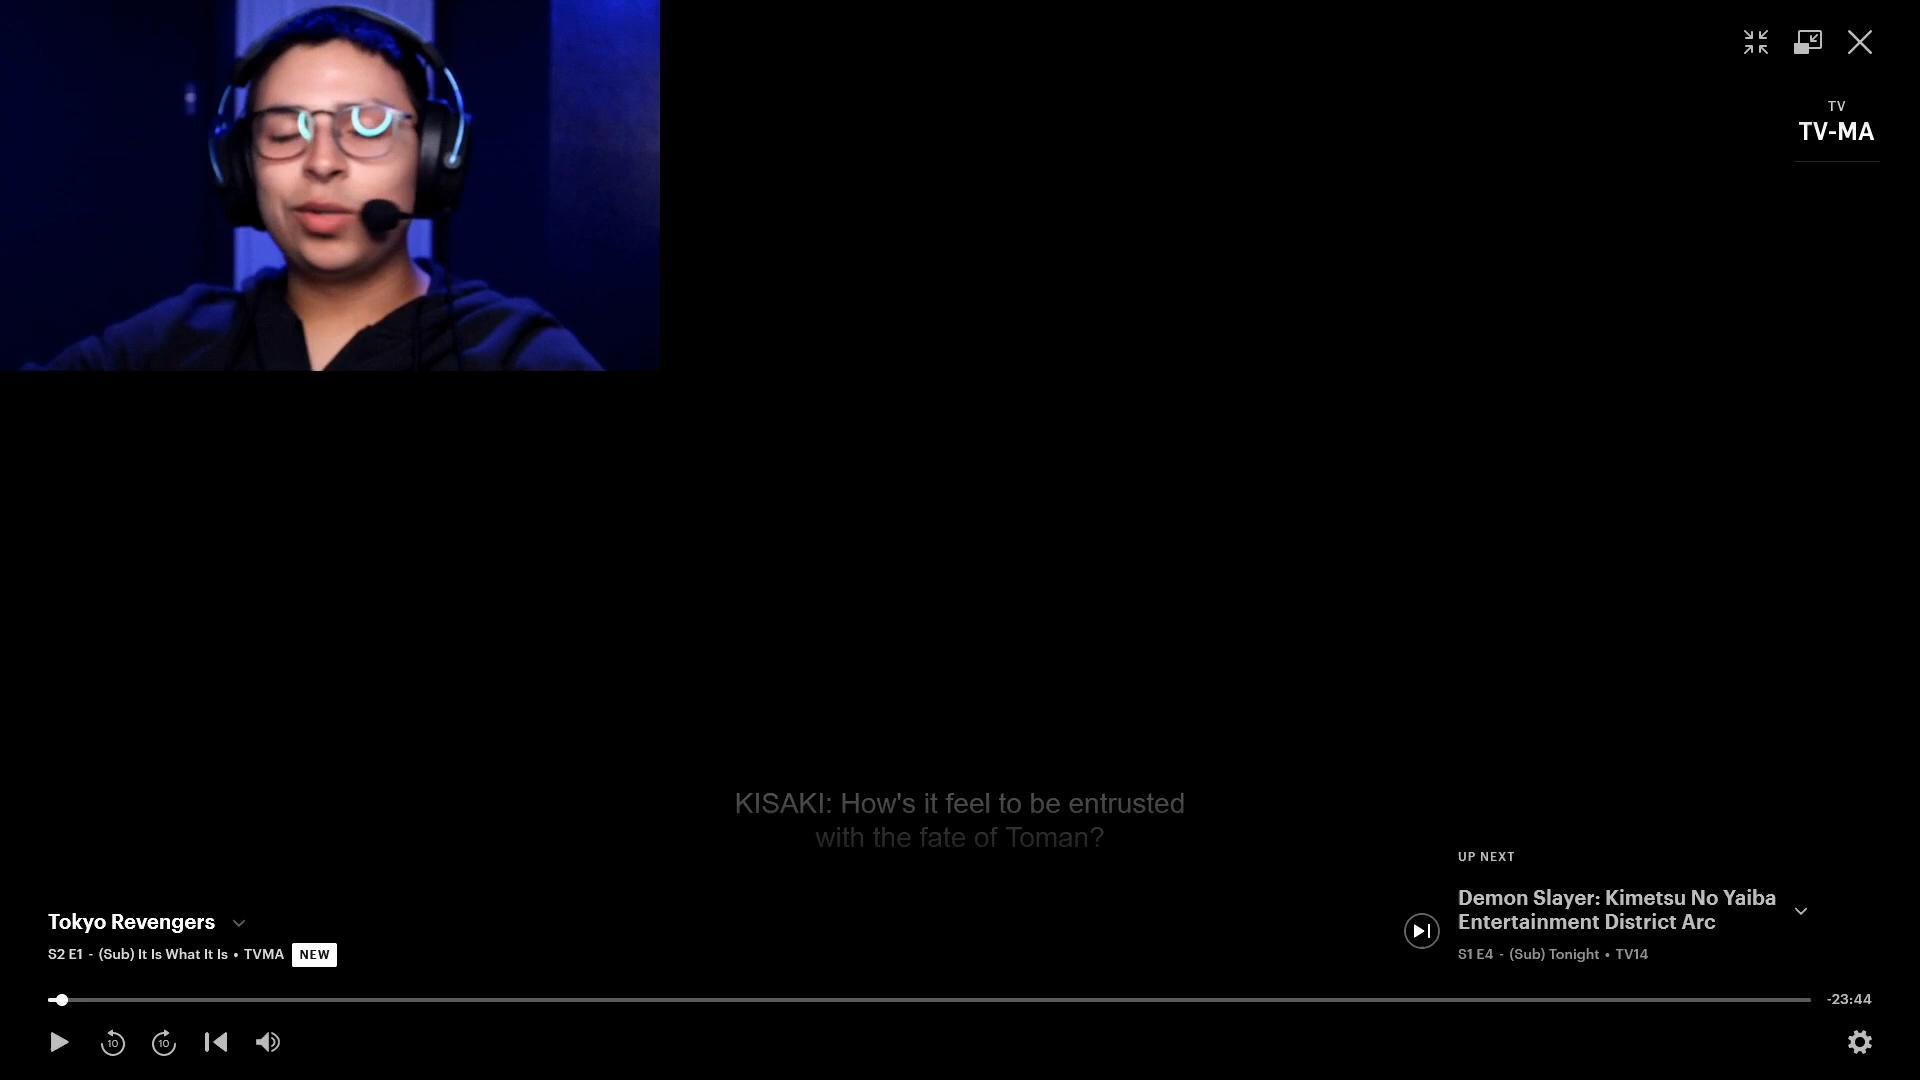 TV
TV-MA
KISAKI: How's it feel to be entrusted
with the fate of Toman?
UP NEXT
Demon Slayer: Kimetsu No Yaiba
Entertainment District Arc
S1 E4 - (Sub) Tonight • TV14
Tokyo Revengers
S2 E1 - (Sub) It Is What It Is • TVMA NEW
-23:44
10
10